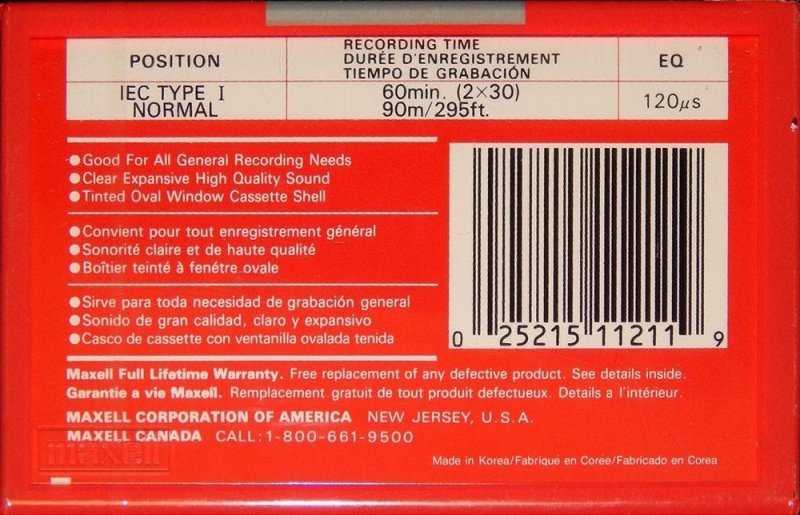 POSITION
RECORDING TIME
DURÉE D'ENREGISTREMENT
TIEMPO DE GRABACIÓN
EQ
IEC TYPE I
NORMAL
60min. (2×30)
90m/295ft.
120μs
●Good For All General Recording Needs
●Clear Expansive High Quality Sound
●Tinted Oval Window Cassette Shell
●Convient pour tout enregistrement général
●Sonorité claire et de haute qualité
●Boîtier teinté à fenétre ovale
●Sirve para toda necesidad de grabación general
●Sonido de gran calidad, claro y expansivo
●Casco de cassette con ventanilla ovalada tenida
0 25215 11211 9
Maxell Full Lifetime Warranty. Free replacement of any defective product. See details inside.
Garantie a vie Maxell. Remplacement gratuit de tout produit defectueux. Details a l'intérieur.
MAXELL CORPORATION OF AMERICA NEW JERSEY, U.S.A.
MAXELL CANADA CALL:1-800-661-9500
maxell
Made in Korea/Fabriqué en Corée/Fabricado en Corea